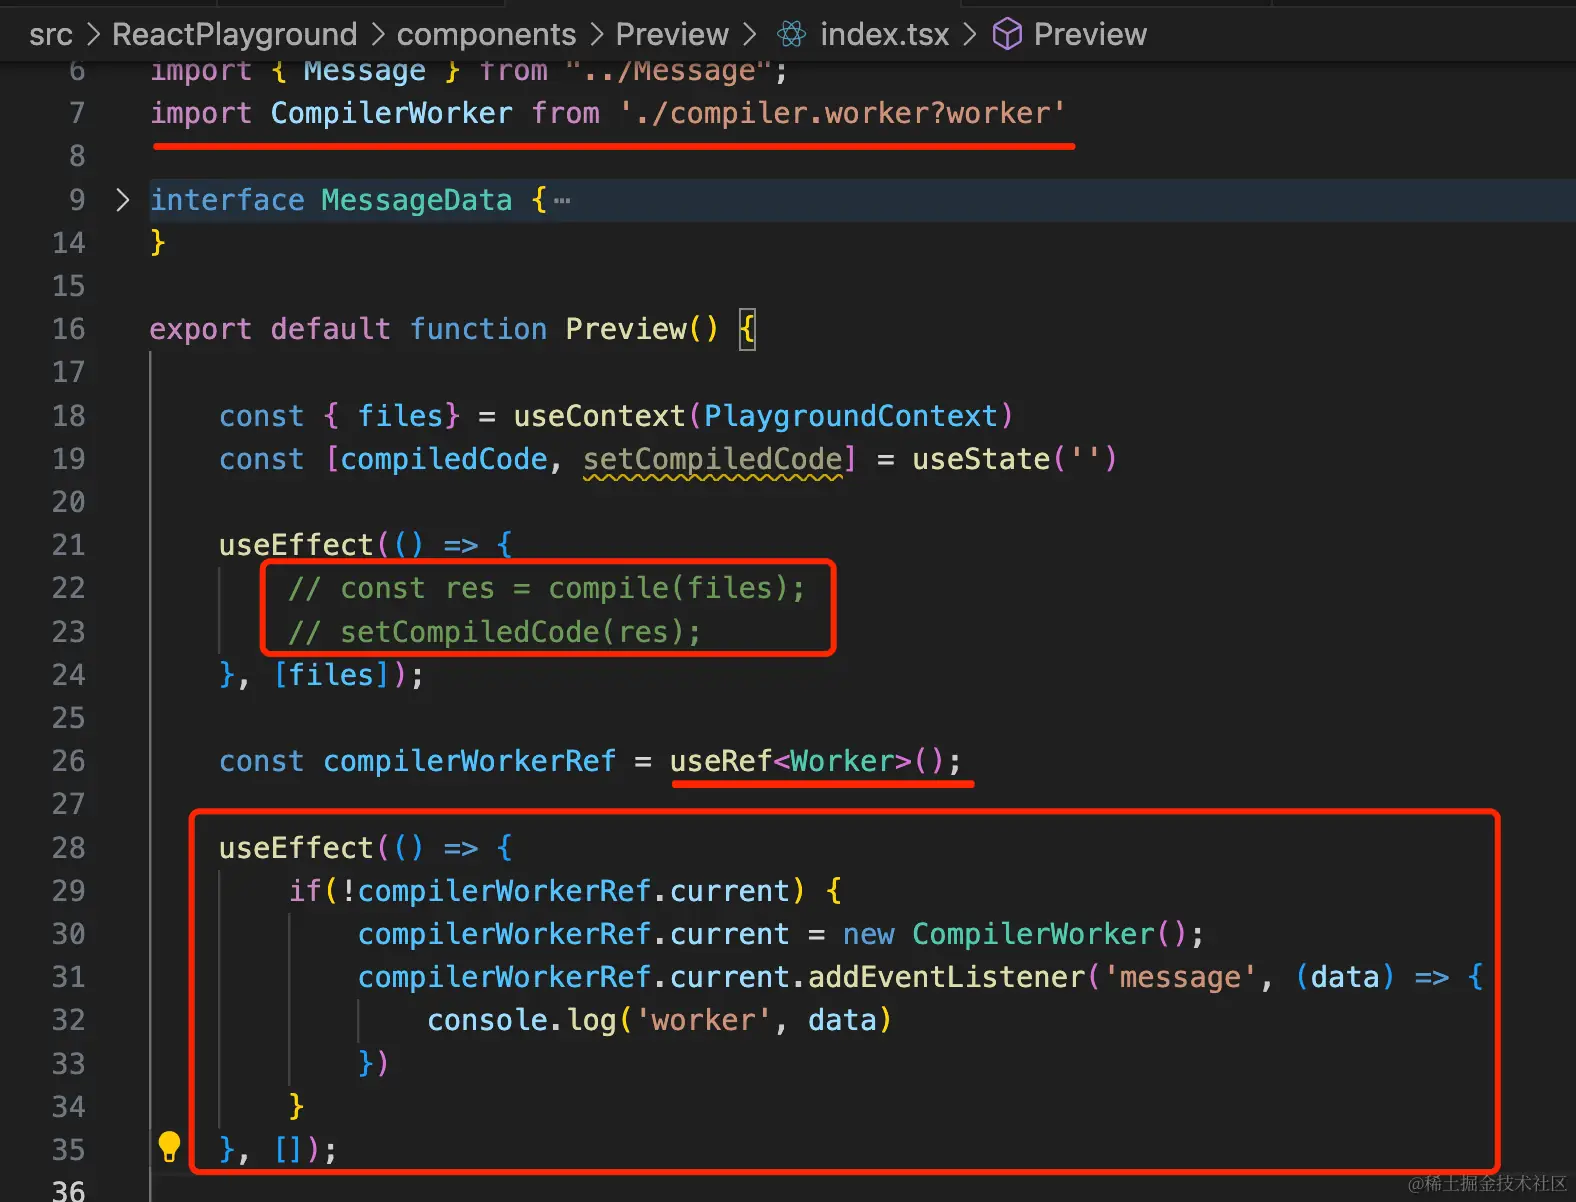 src > ReactPlayground > components > Preview > index.tsx > Preview
6 import { Message } from "../Message";
7 import CompilerWorker from './compiler.worker?worker'
8
9 > interface MessageData {⋯
14 }
15
16 export default function Preview() {
17
18 const { files} = useContext(PlaygroundContext)
19 const [compiledCode, setCompiledCode] = useState('')
20
21 useEffect(() => {
22 // const res = compile(files);
23 // setCompiledCode(res);
24 }, [files]);
25
26 const compilerWorkerRef = useRef<Worker>();
27
28 useEffect(() => {
29 if(!compilerWorkerRef.current) {
30 compilerWorkerRef.current = new CompilerWorker();
31 compilerWorkerRef.current.addEventListener('message', (data) => {
32 console.log('worker', data)
33 })
34 }
35 }, []);
36
@稀土掘金技术社区